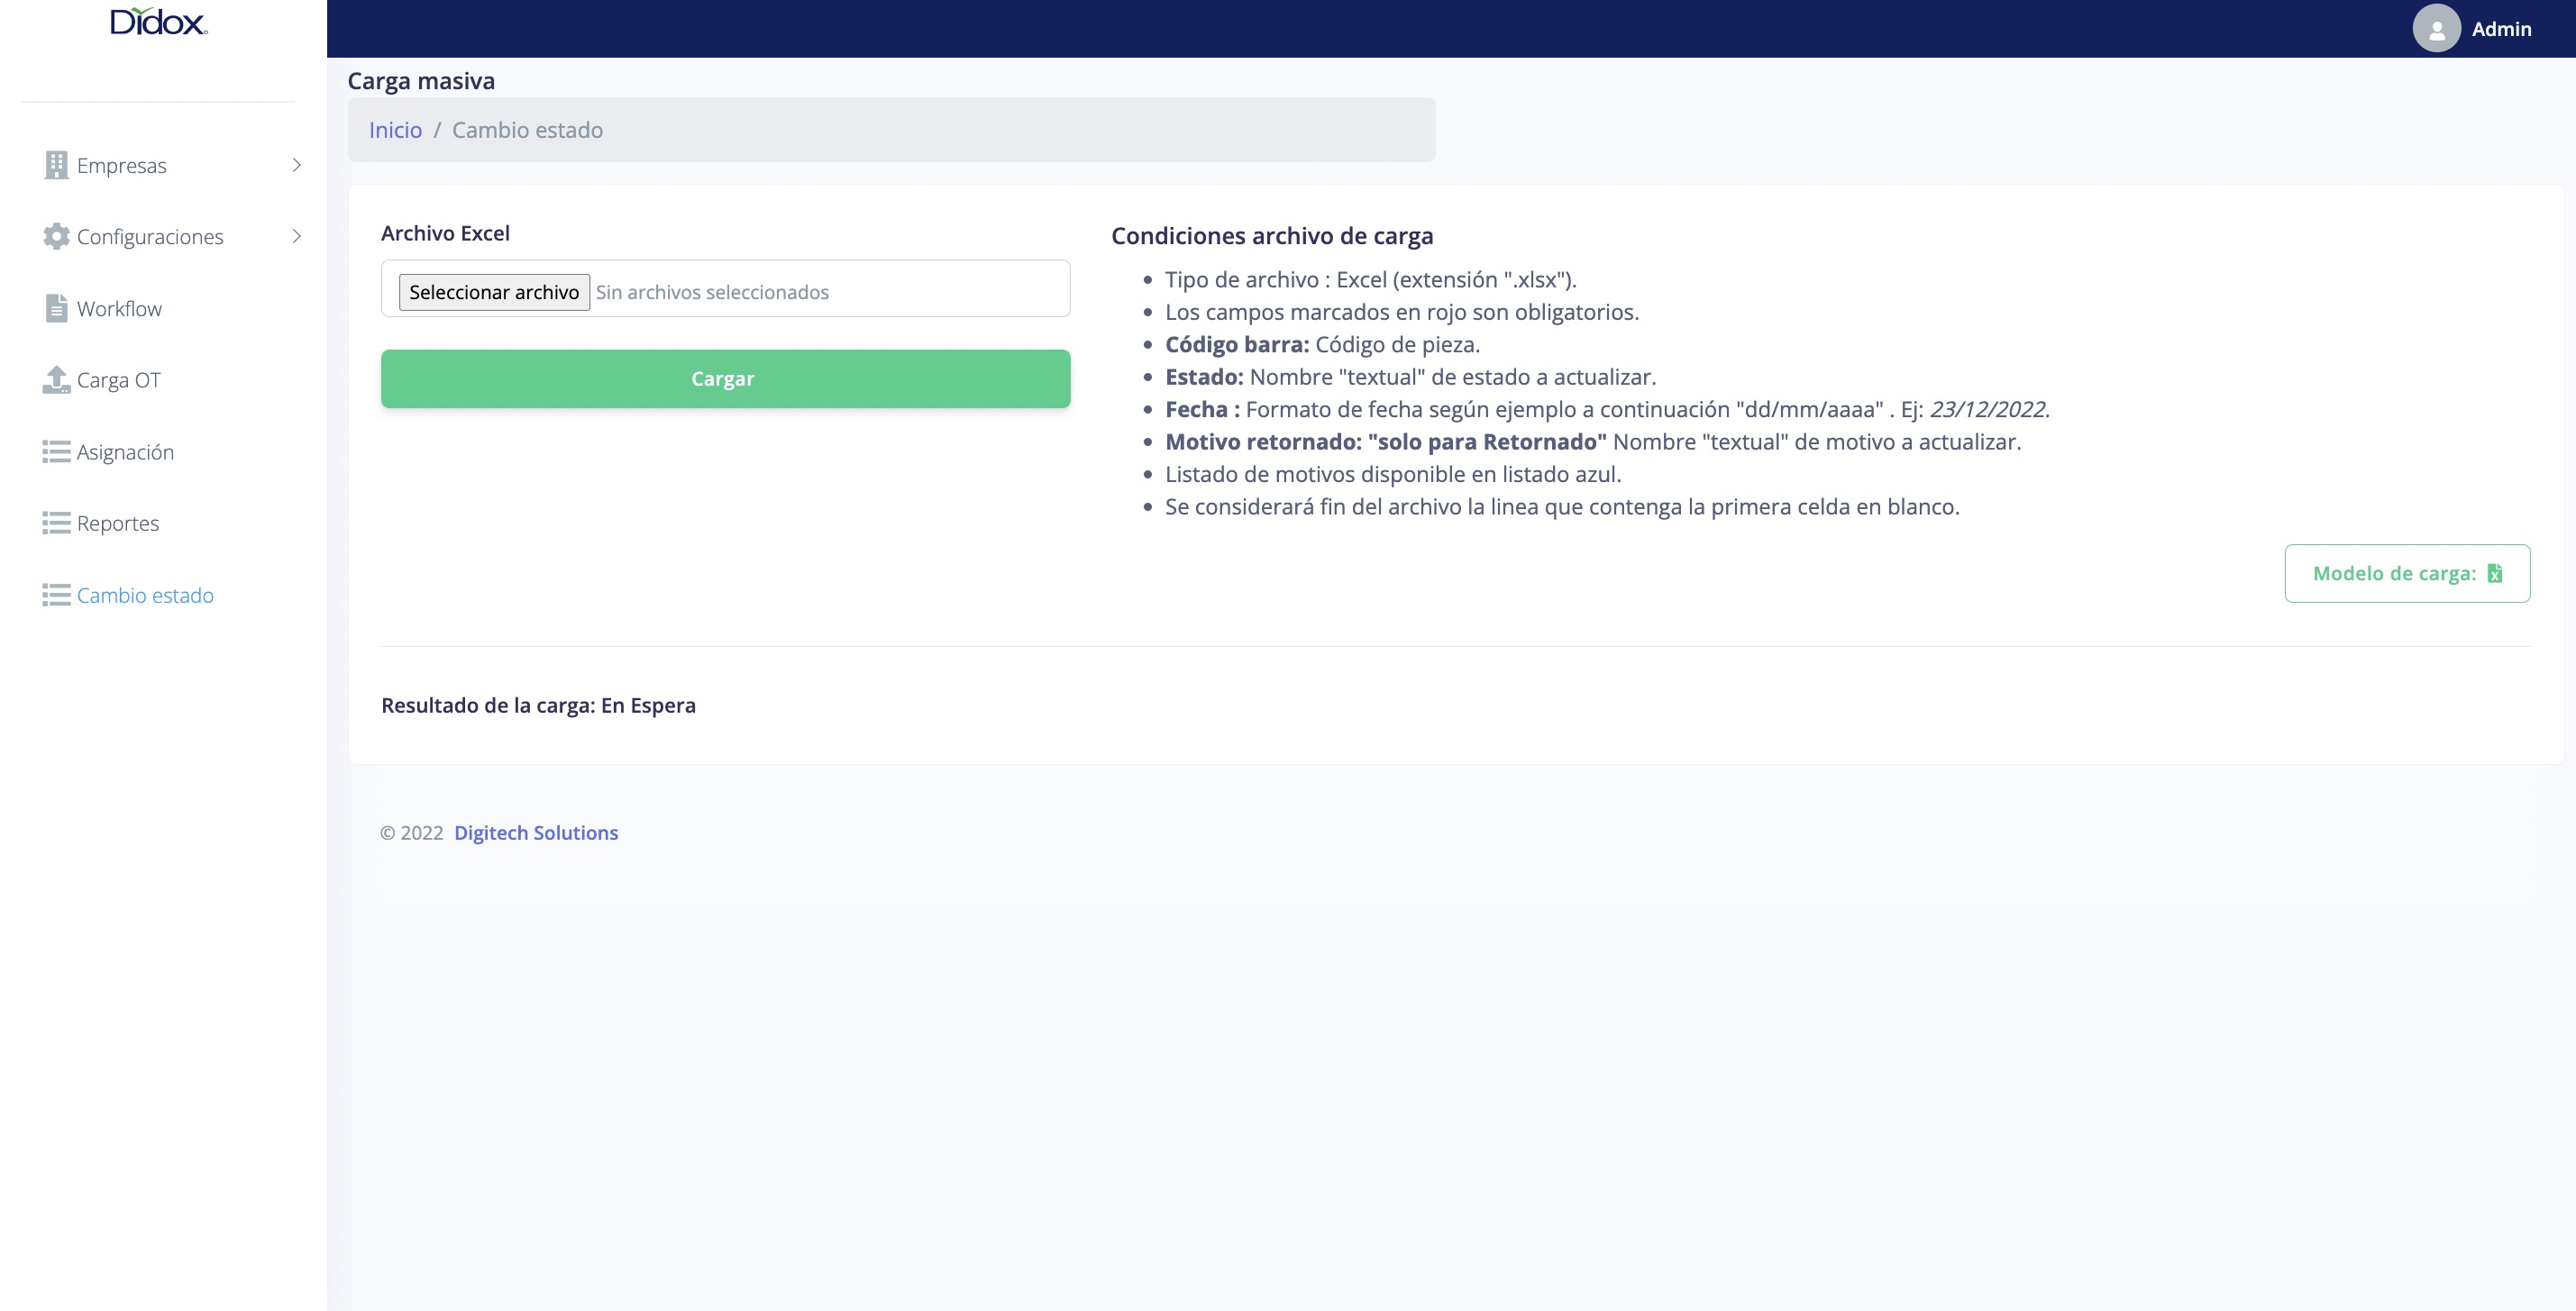 Didox
Admin
Empresas
Configuraciones
Workflow
Carga OT
Asignación
Reportes
Cambio estado
Carga masiva
Inicio / Cambio estado
Archivo Excel
Seleccionar archivo Sin archivos seleccionados
Cargar
Condiciones archivo de carga
• Tipo de archivo : Excel (extensión ".xlsx").
• Los campos marcados en rojo son obligatorios.
• Código barra: Código de pieza.
• Estado: Nombre "textual" de estado a actualizar.
• Fecha : Formato de fecha según ejemplo a continuación "dd/mm/aaaa" . Ej: 23/12/2022.
• Motivo retornado: "solo para Retornado" Nombre "textual" de motivo a actualizar.
• Listado de motivos disponible en listado azul.
• Se considerará fin del archivo la linea que contenga la primera celda en blanco.
Modelo de carga:
Resultado de la carga: En Espera
© 2022 Digitech Solutions